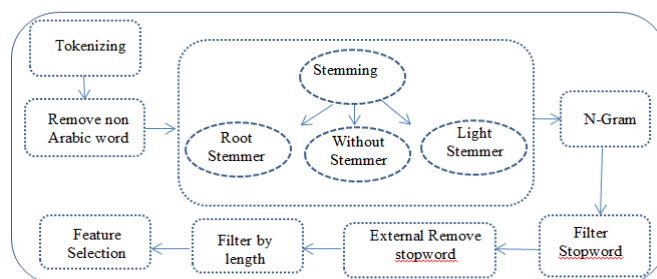 Tokenizing
Remove non
Arabic word
Stemming
Root
Stemmer
Without
Stemmer
Light
Stemmer
N-Gram
Filter
Stopword
External Remove
stopword
Filter by
length
Feature
Selection